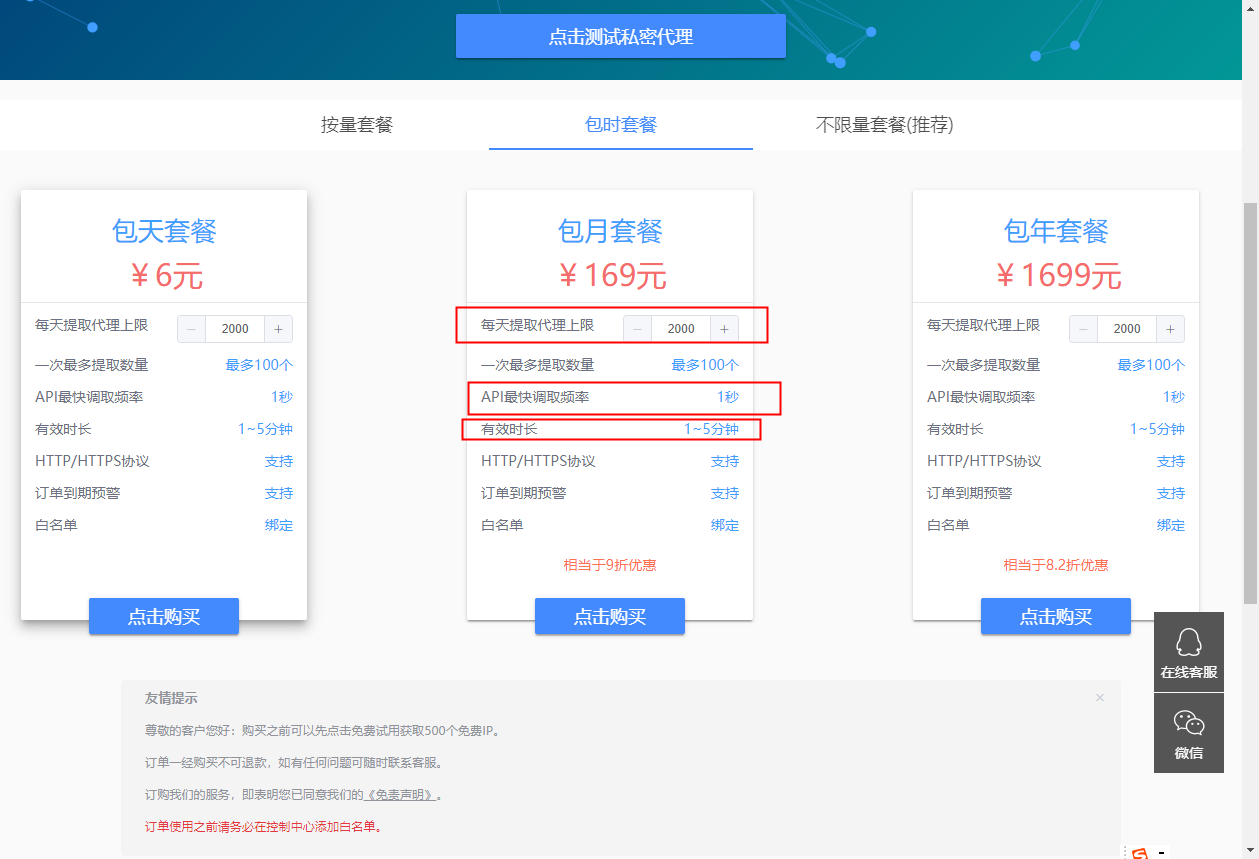 点击测试私密代理
按量套餐 包时套餐 不限量套餐(推荐)
包天套餐
￥6元
每天提取代理上限 − 2000 +
一次最多提取数量 最多100个
API最快调取频率 1秒
有效时长 1~5分钟
HTTP/HTTPS协议 支持
订单到期预警 支持
白名单 绑定
点击购买
包月套餐
￥169元
每天提取代理上限 − 2000 +
一次最多提取数量 最多100个
API最快调取频率 1秒
有效时长 1~5分钟
HTTP/HTTPS协议 支持
订单到期预警 支持
白名单 绑定
相当于9折优惠
点击购买
包年套餐
￥1699元
每天提取代理上限 − 2000 +
一次最多提取数量 最多100个
API最快调取频率 1秒
有效时长 1~5分钟
HTTP/HTTPS协议 支持
订单到期预警 支持
白名单 绑定
相当于8.2折优惠
点击购买
在线客服
微信
友情提示
尊敬的客户您好：购买之前可以先点击免费试用获取500个免费IP。
订单一经购买不可退款，如有任何问题可随时联系客服。
订购我们的服务，即表明您已同意我们的《免责声明》。
订单使用之前请务必在控制中心添加白名单。